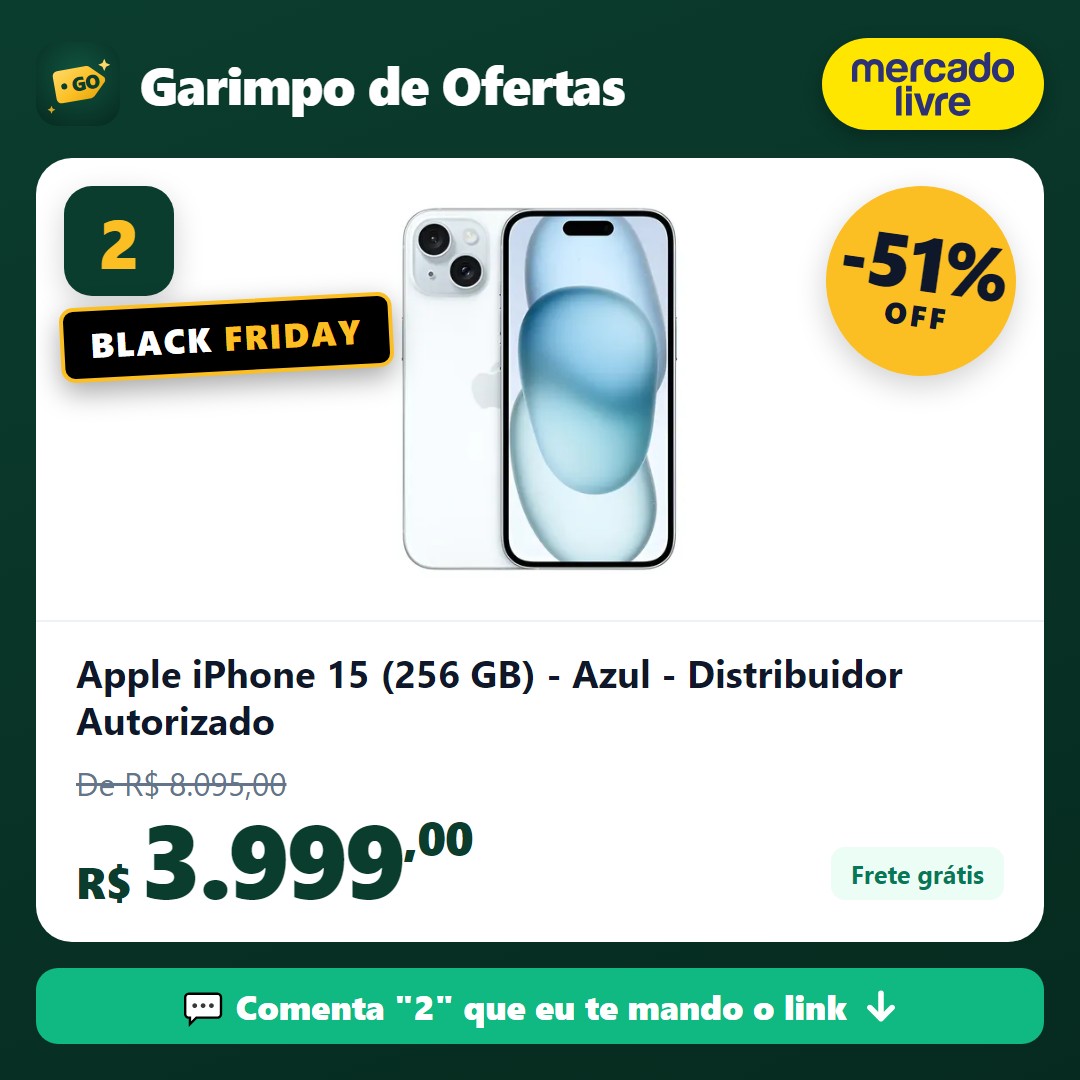 GO
Garimpo de Ofertas
mercado
livre
2
BLACK FRIDAY
-51%
OFF
Apple iPhone 15 (256 GB) - Azul - Distribuidor
Autorizado
De R$ 8.095,00
R$ 3.999,00
Frete grátis
Comenta "2" que eu te mando o link ↓